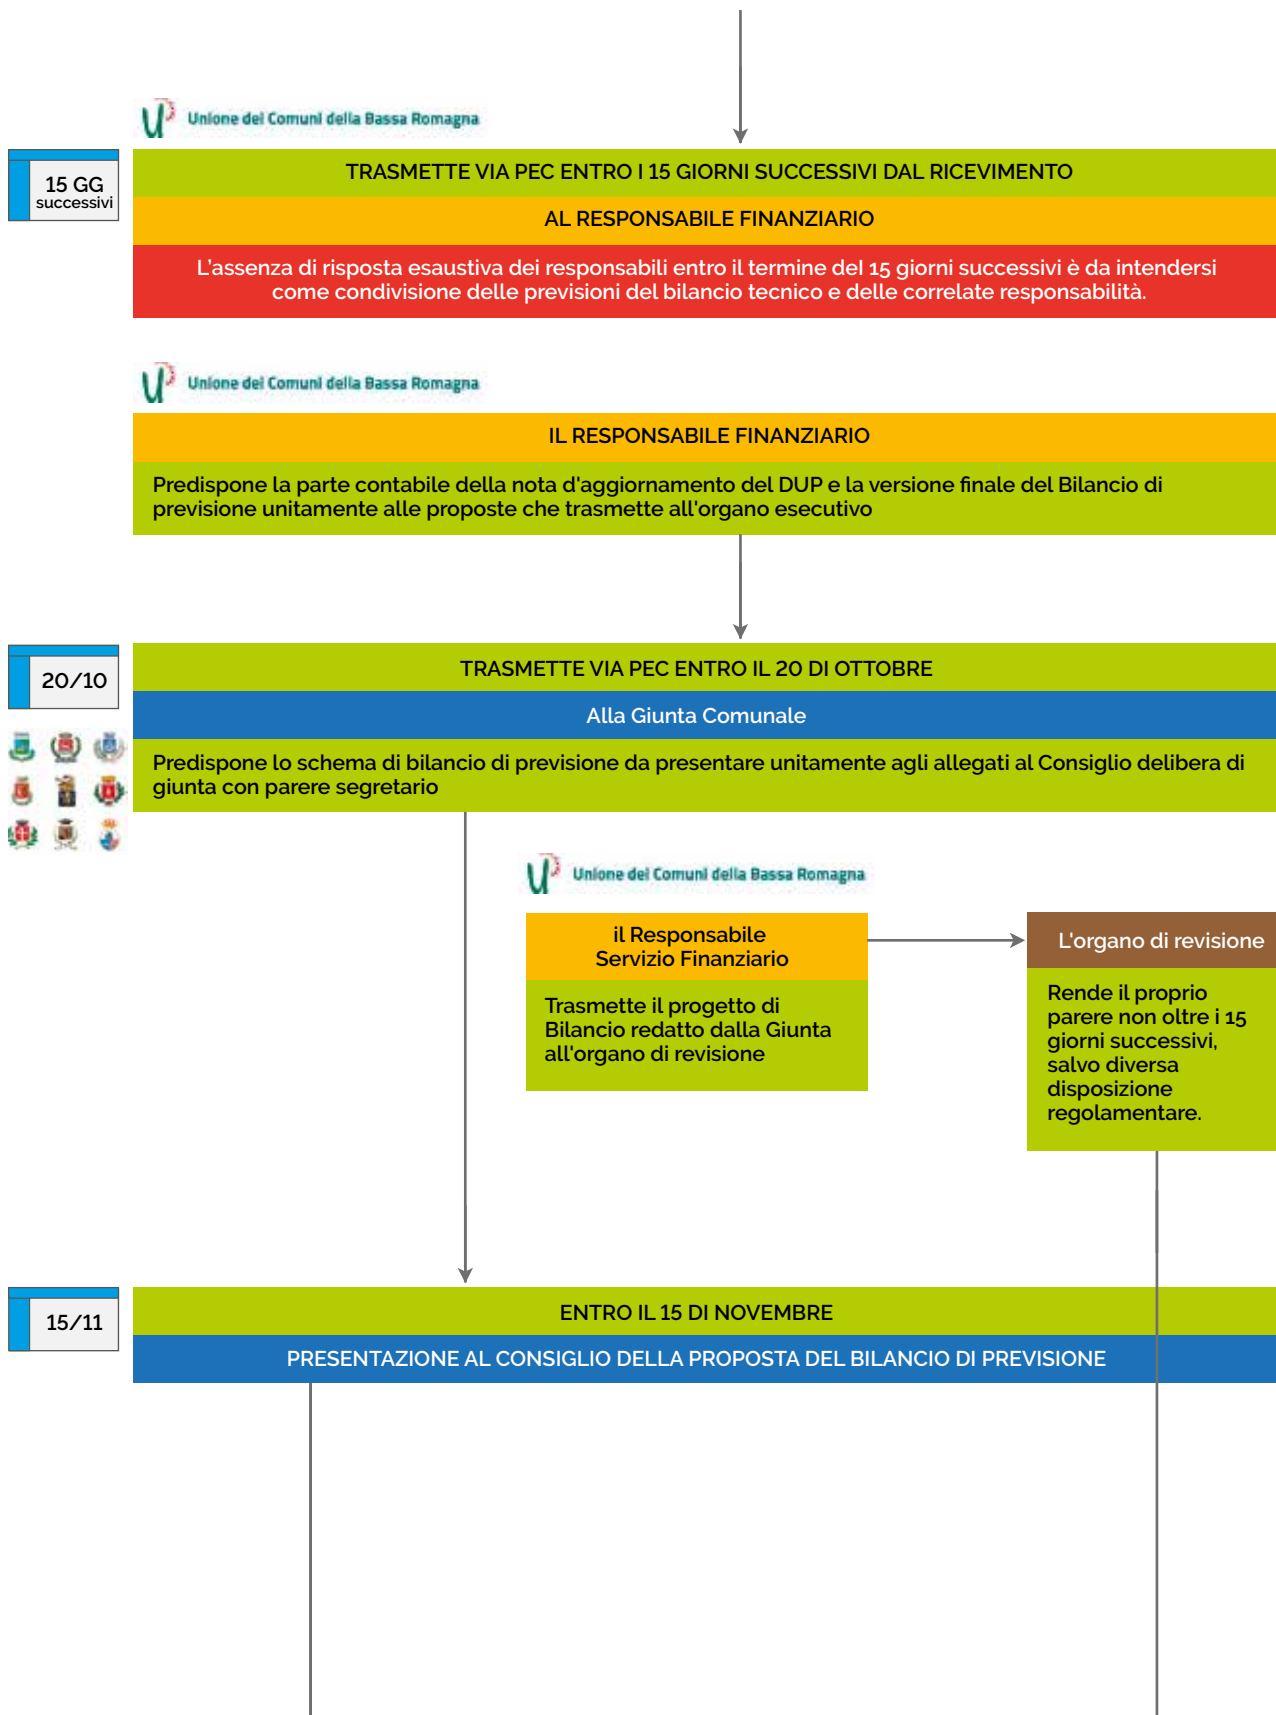 Unione dei Comuni della Bassa Romagna
15 GG
successivi
TRASMETTE VIA PEC ENTRO I 15 GIORNI SUCCESSIVI DAL RICEVIMENTO
AL RESPONSABILE FINANZIARIO
L'assenza di risposta esaustiva dei responsabili entro il termine del 15 giorni successivi è da intendersi
come condivisione delle previsioni del bilancio tecnico e delle correlate responsabilità.
Unione dei Comuni della Bassa Romagna
IL RESPONSABILE FINANZIARIO
Predispone la parte contabile della nota d'aggiornamento del DUP e la versione finale del Bilancio di
previsione unitamente alle proposte che trasmette all'organo esecutivo
20/10
TRASMETTE VIA PEC ENTRO IL 20 DI OTTOBRE
Alla Giunta Comunale
Predispone lo schema di bilancio di previsione da presentare unitamente agli allegati al Consiglio delibera di
giunta con parere segretario
Unione dei Comuni della Bassa Romagna
il Responsabile
Servizio Finanziario
Trasmette il progetto di
Bilancio redatto dalla Giunta
all'organo di revisione
L'organo di revisione
Rende il proprio
parere non oltre i 15
giorni successivi,
salvo diversa
disposizione
regolamentare.
15/11
ENTRO IL 15 DI NOVEMBRE
PRESENTAZIONE AL CONSIGLIO DELLA PROPOSTA DEL BILANCIO DI PREVISIONE